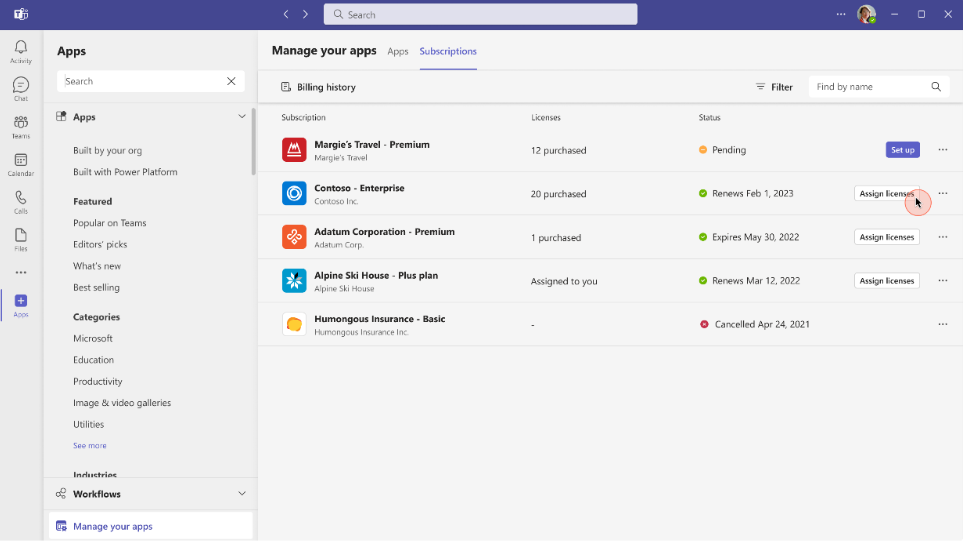 Search
Activity
Chat
Teams
Calendar
Calls
Files
Apps
Apps
Search
Apps
Built by your org
Built with Power Platform
Featured
Popular on Teams
Editors' picks
What's new
Best selling
Categories
Microsoft
Education
Productivity
Image & video galleries
Utilities
See more
Industries
Workflows
Manage your apps
Manage your apps Apps Subscriptions
Billing history Filter Find by name
Subscription Licenses Status
Margie's Travel - Premium
Margie's Travel
12 purchased Pending Set up
Contoso - Enterprise
Contoso Inc.
20 purchased Renews Feb 1, 2023 Assign licenses
Adatum Corporation - Premium
Adatum Corp.
1 purchased Expires May 30, 2022 Assign licenses
Alpine Ski House - Plus plan
Alpine Ski House
Assigned to you Renews Mar 12, 2022 Assign licenses
Humongous Insurance - Basic
Humongous Insurance Inc.
- Cancelled Apr 24, 2021